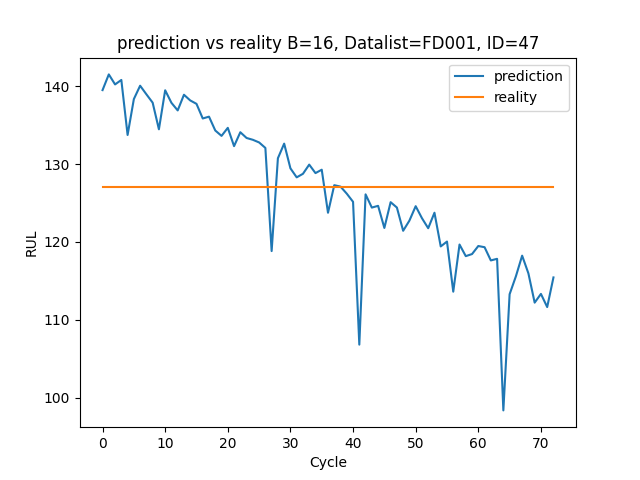 prediction vs reality B=16, Datalist=FD001, ID=47
prediction
reality
140
130
120
110
100
RUL
0 10 20 30 40 50 60 70
Cycle